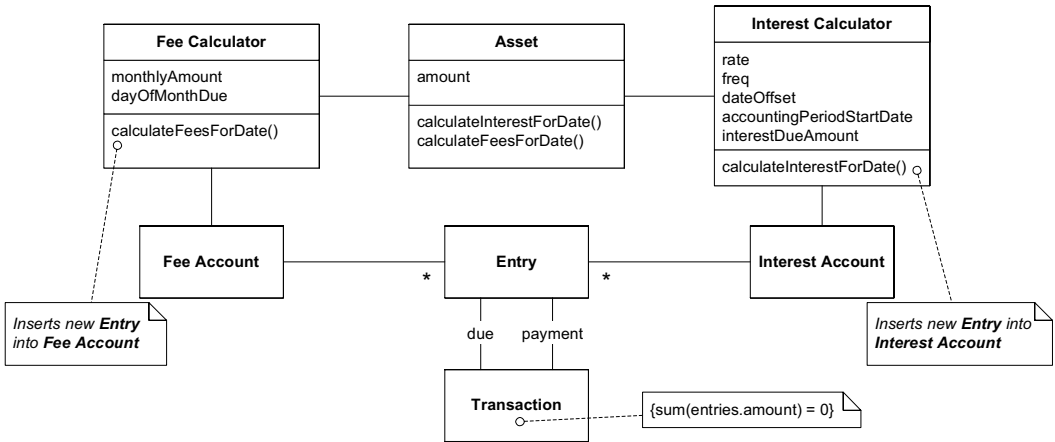 Fee Calculator
monthlyAmount
dayOfMonthDue
calculateFeesForDate()
Asset
amount
calculateInterestForDate()
calculateFeesForDate()
Interest Calculator
rate
freq
dateOffset
accountingPeriodStartDate
interestDueAmount
calculateInterestForDate()
Fee Account
*
Entry
*
Interest Account
Inserts new Entry
into Fee Account
due
payment
Inserts new Entry into
Interest Account
Transaction
{sum(entries.amount) = 0}